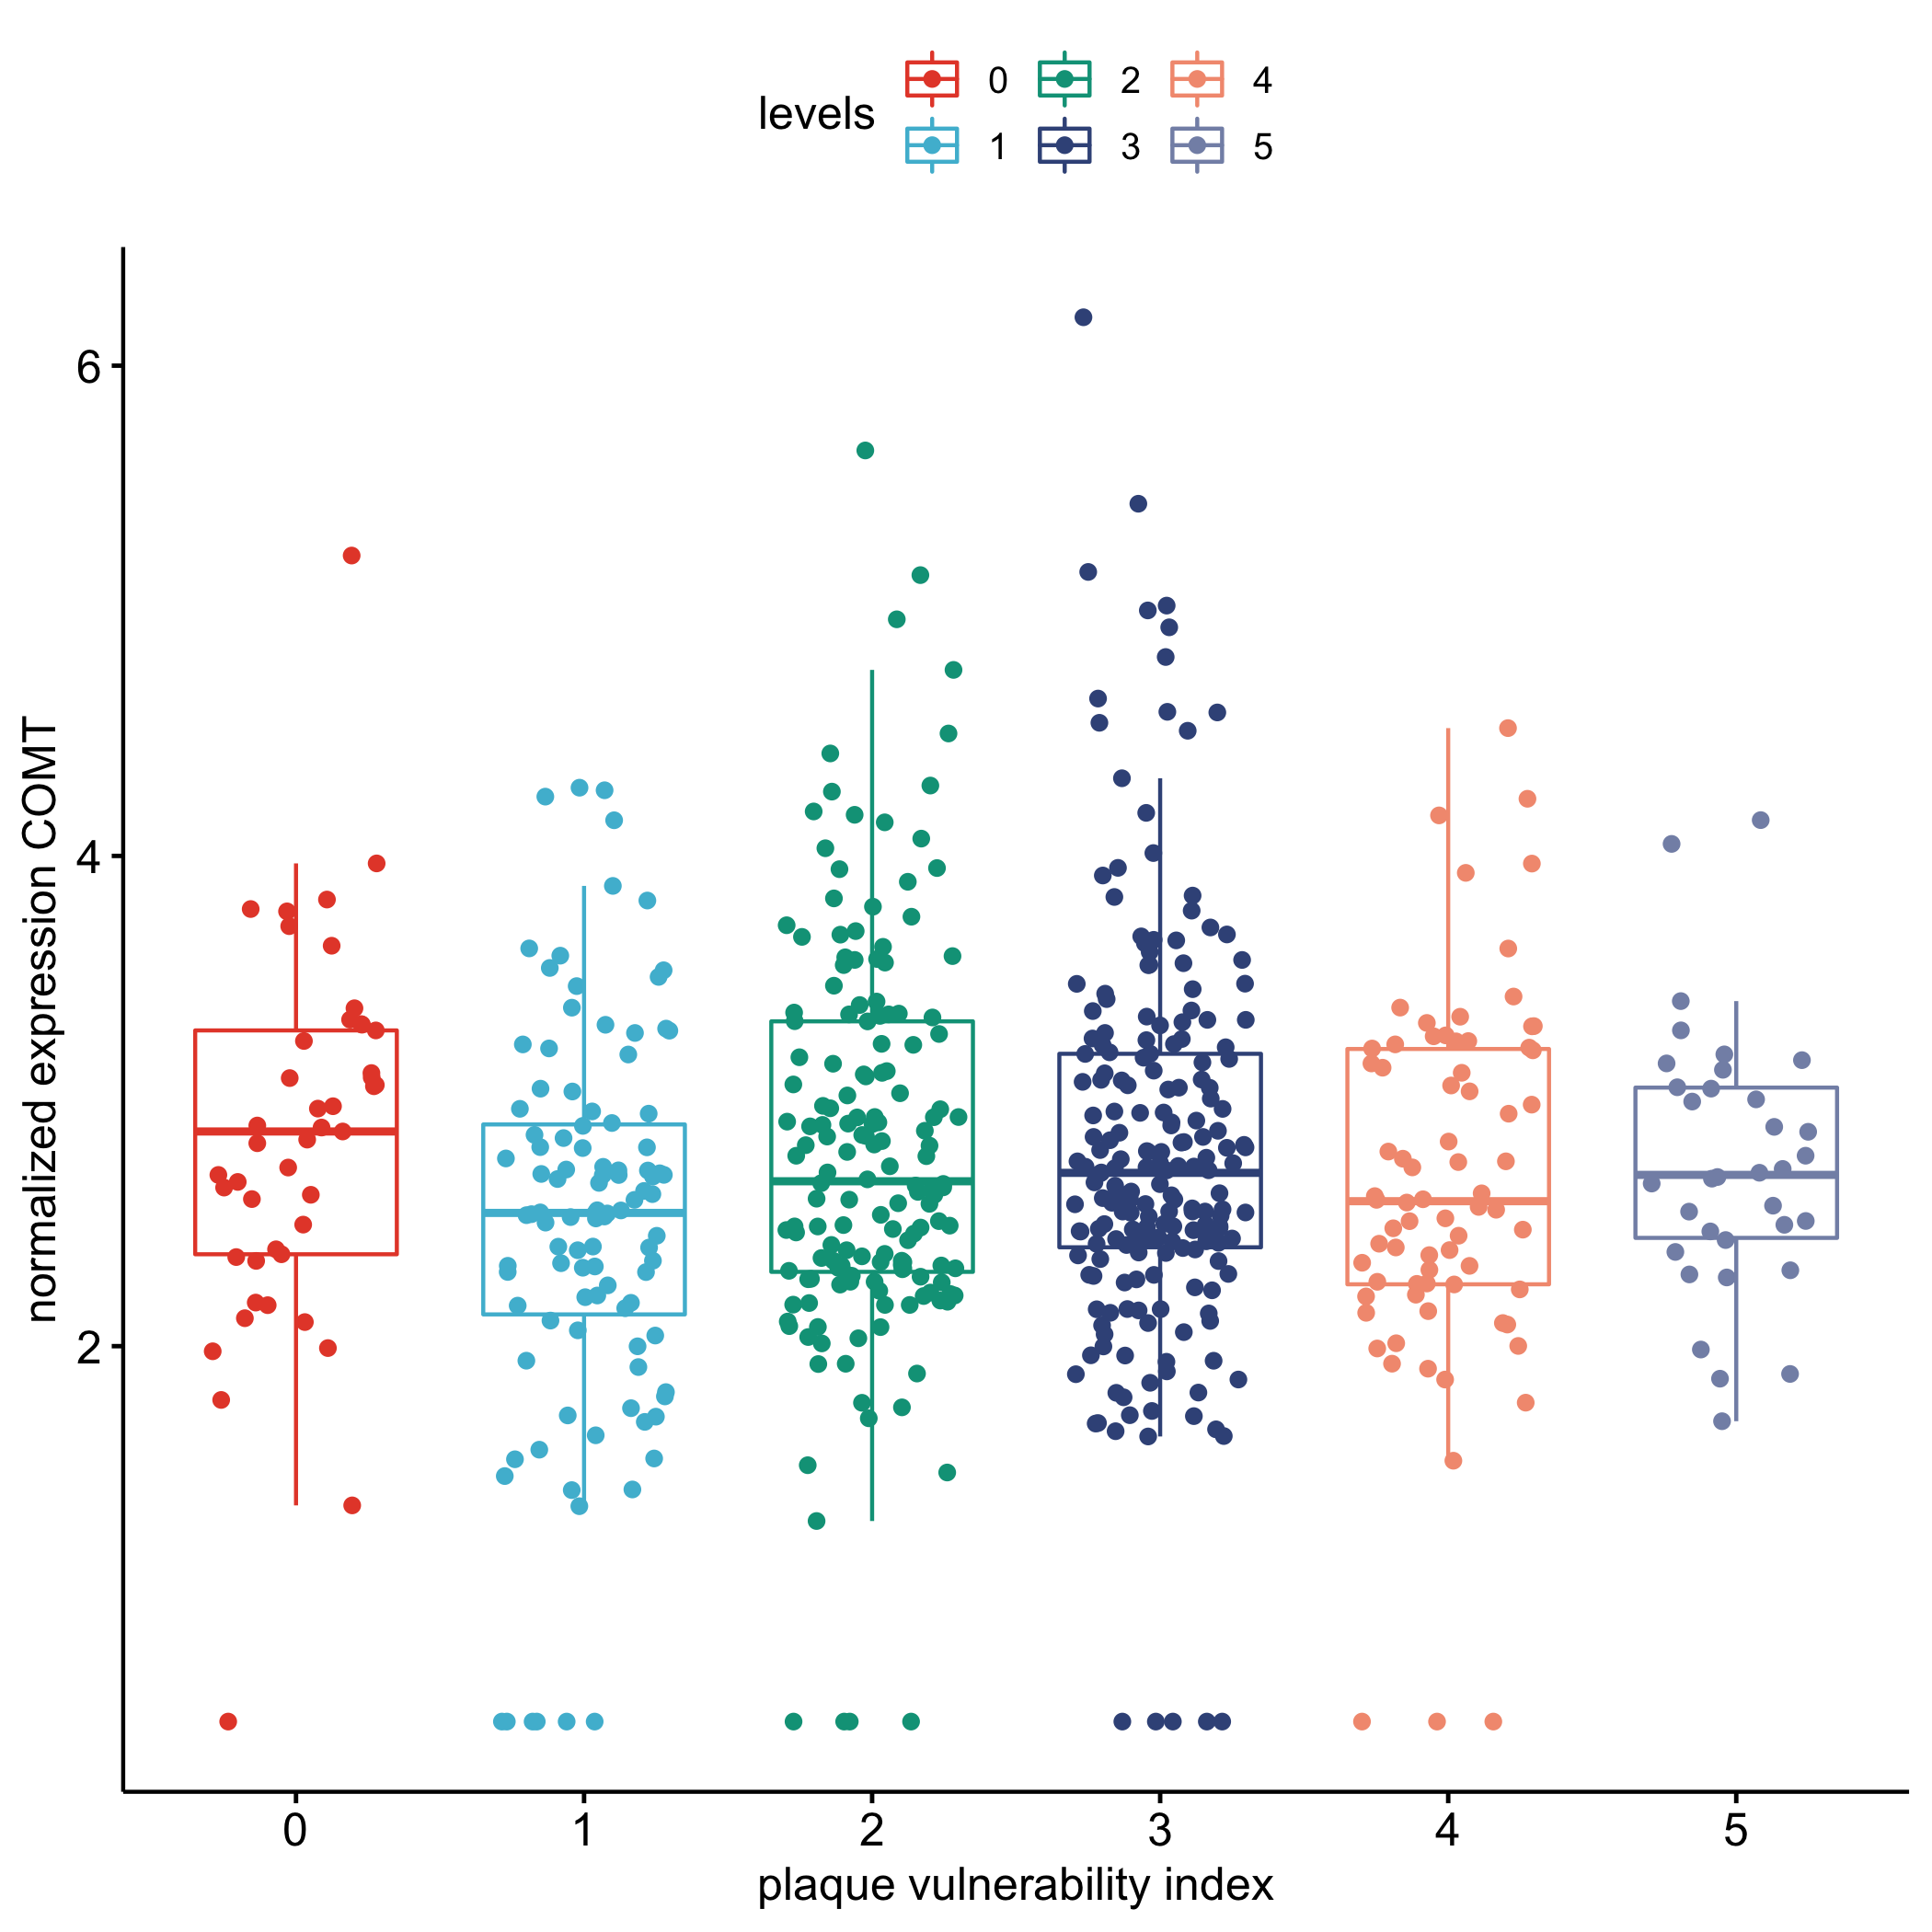 levels
0 2 4
1 3 5
normalized expression COMT
6
4
2
0 1 2 3 4 5
plaque vulnerability index